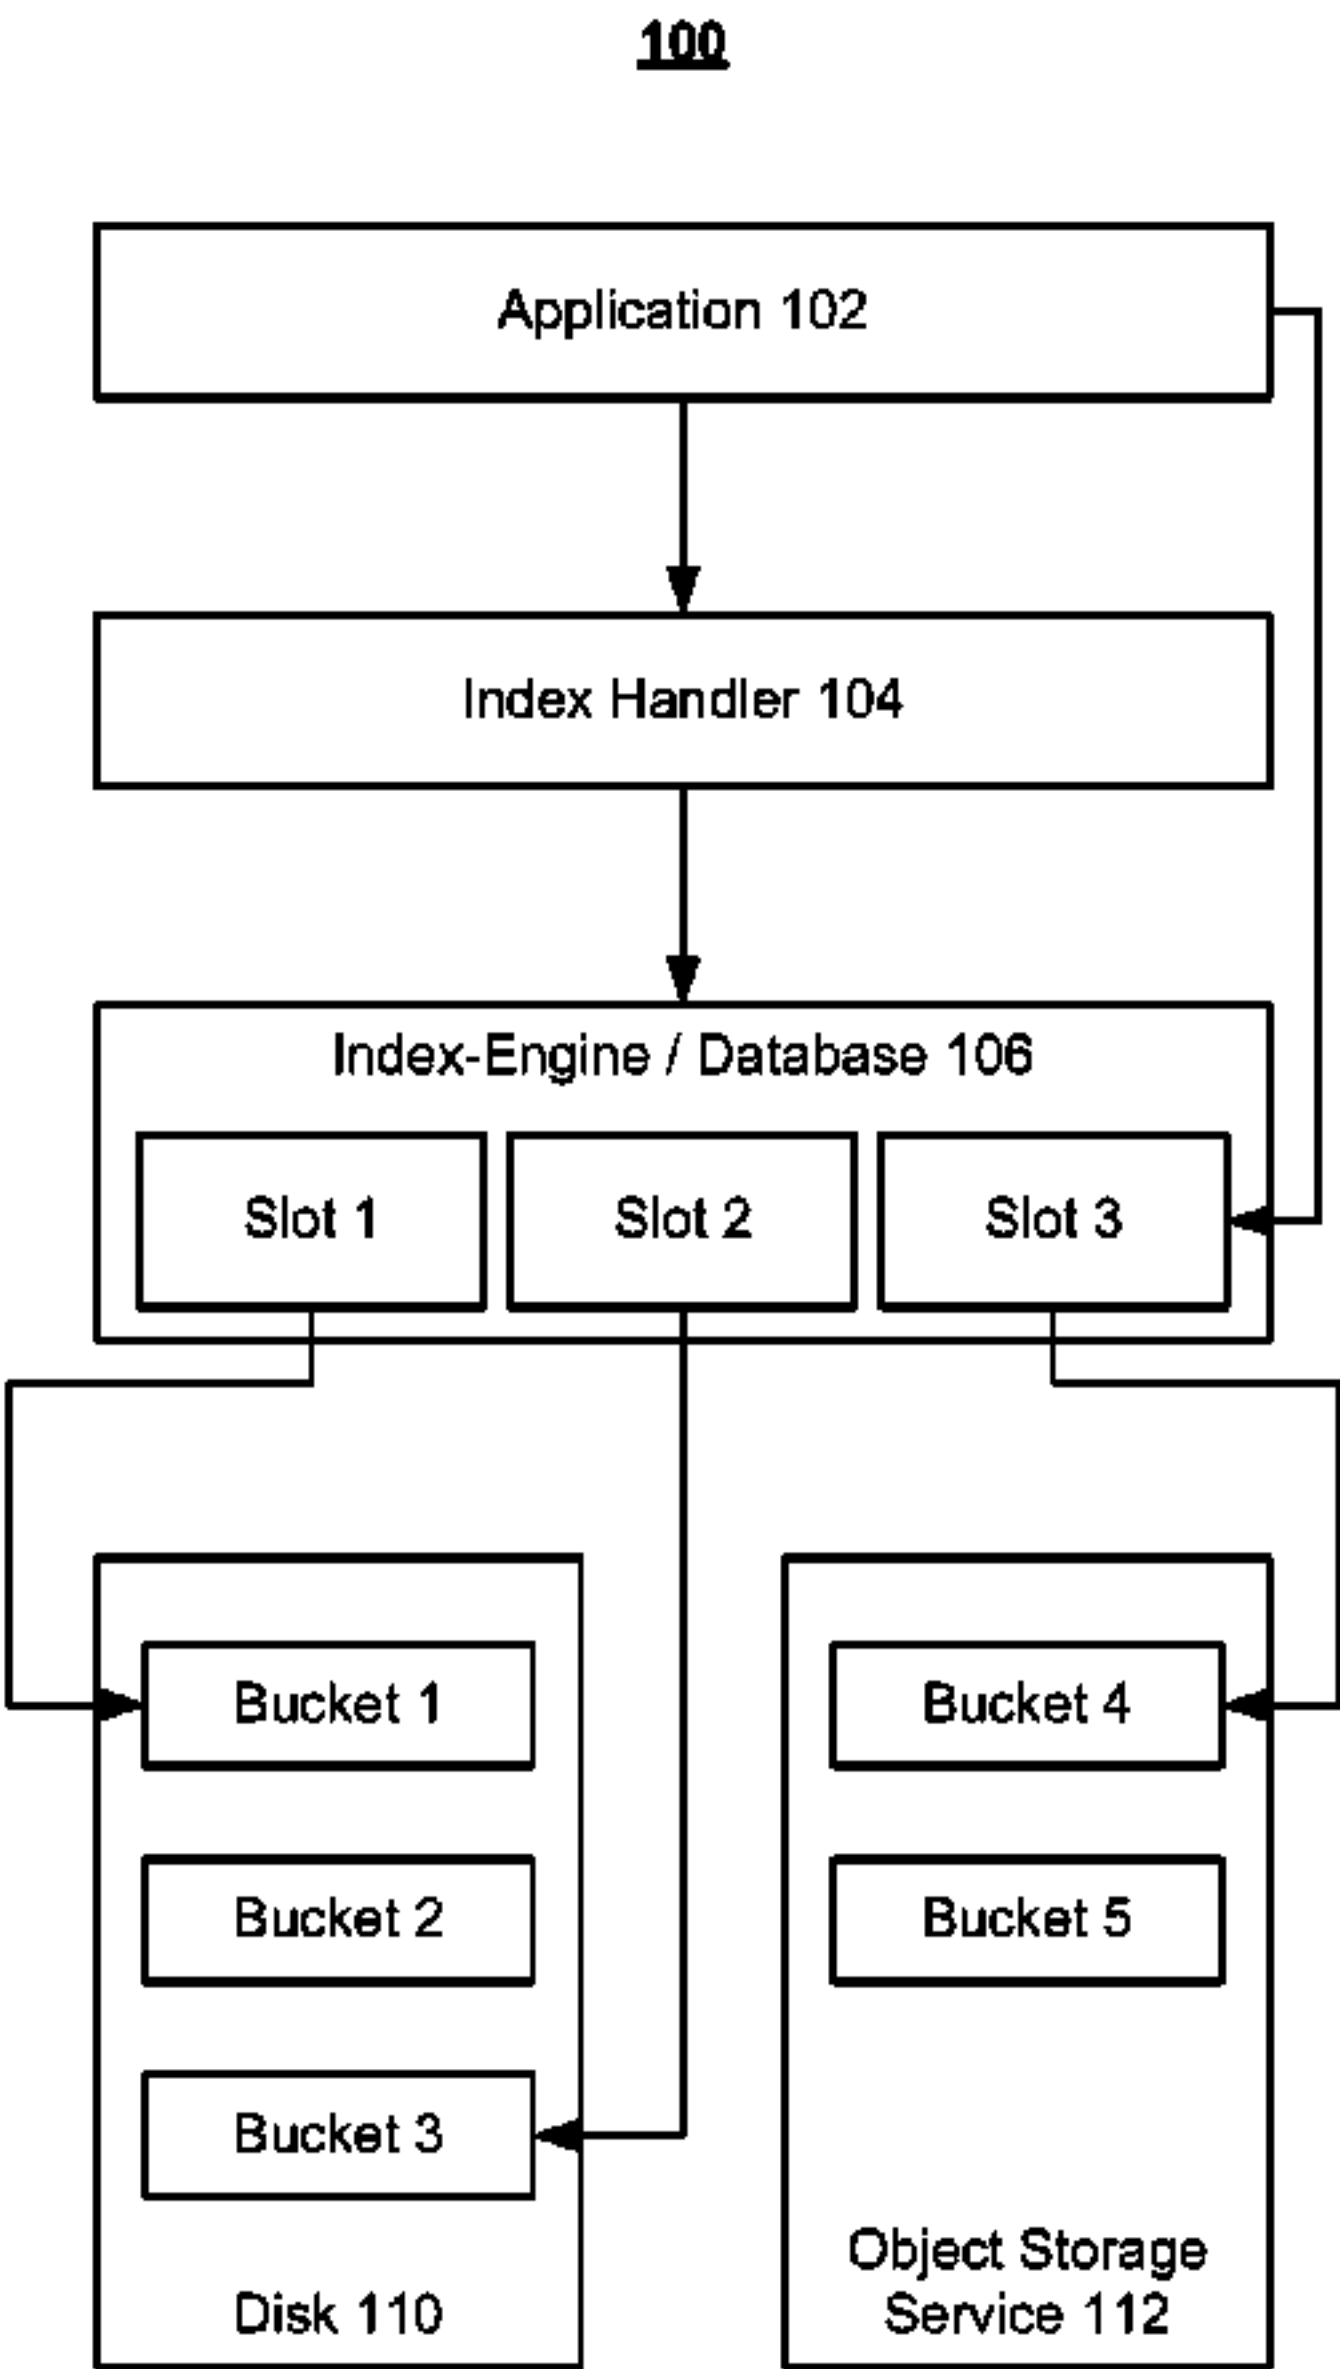 100
Application 102
Index Handler 104
Index-Engine / Database 106
Slot 1
Slot 2
Slot 3
Bucket 1
Bucket 2
Bucket 3
Disk 110
Bucket 4
Bucket 5
Object Storage
Service 112